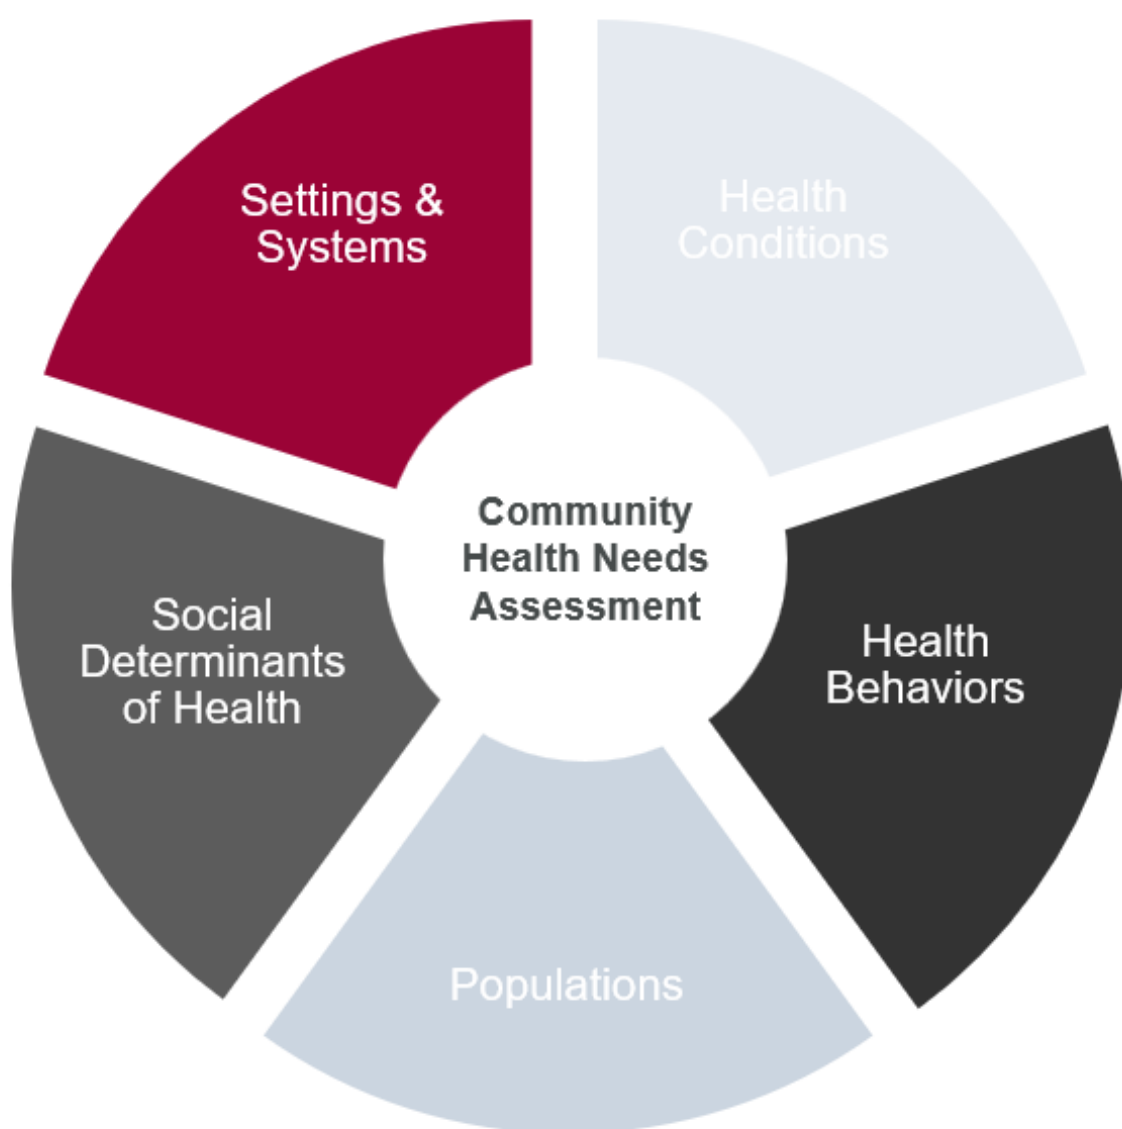 Settings &
Systems
Health
Conditions
Community
Health Needs
Assessment
Social
Determinants
of Health
Health
Behaviors
Populations